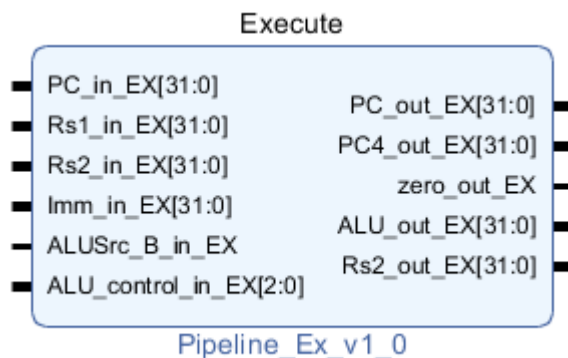 Execute
PC_in_EX[31:0]
Rs1_in_EX[31:0]
Rs2_in_EX[31:0]
Imm_in_EX[31:0]
ALUSrc_B_in_EX
ALU_control_in_EX[2:0]
PC_out_EX[31:0]
PC4_out_EX[31:0]
zero_out_EX
ALU_out_EX[31:0]
Rs2_out_EX[31:0]
Pipeline_Ex_v1_0